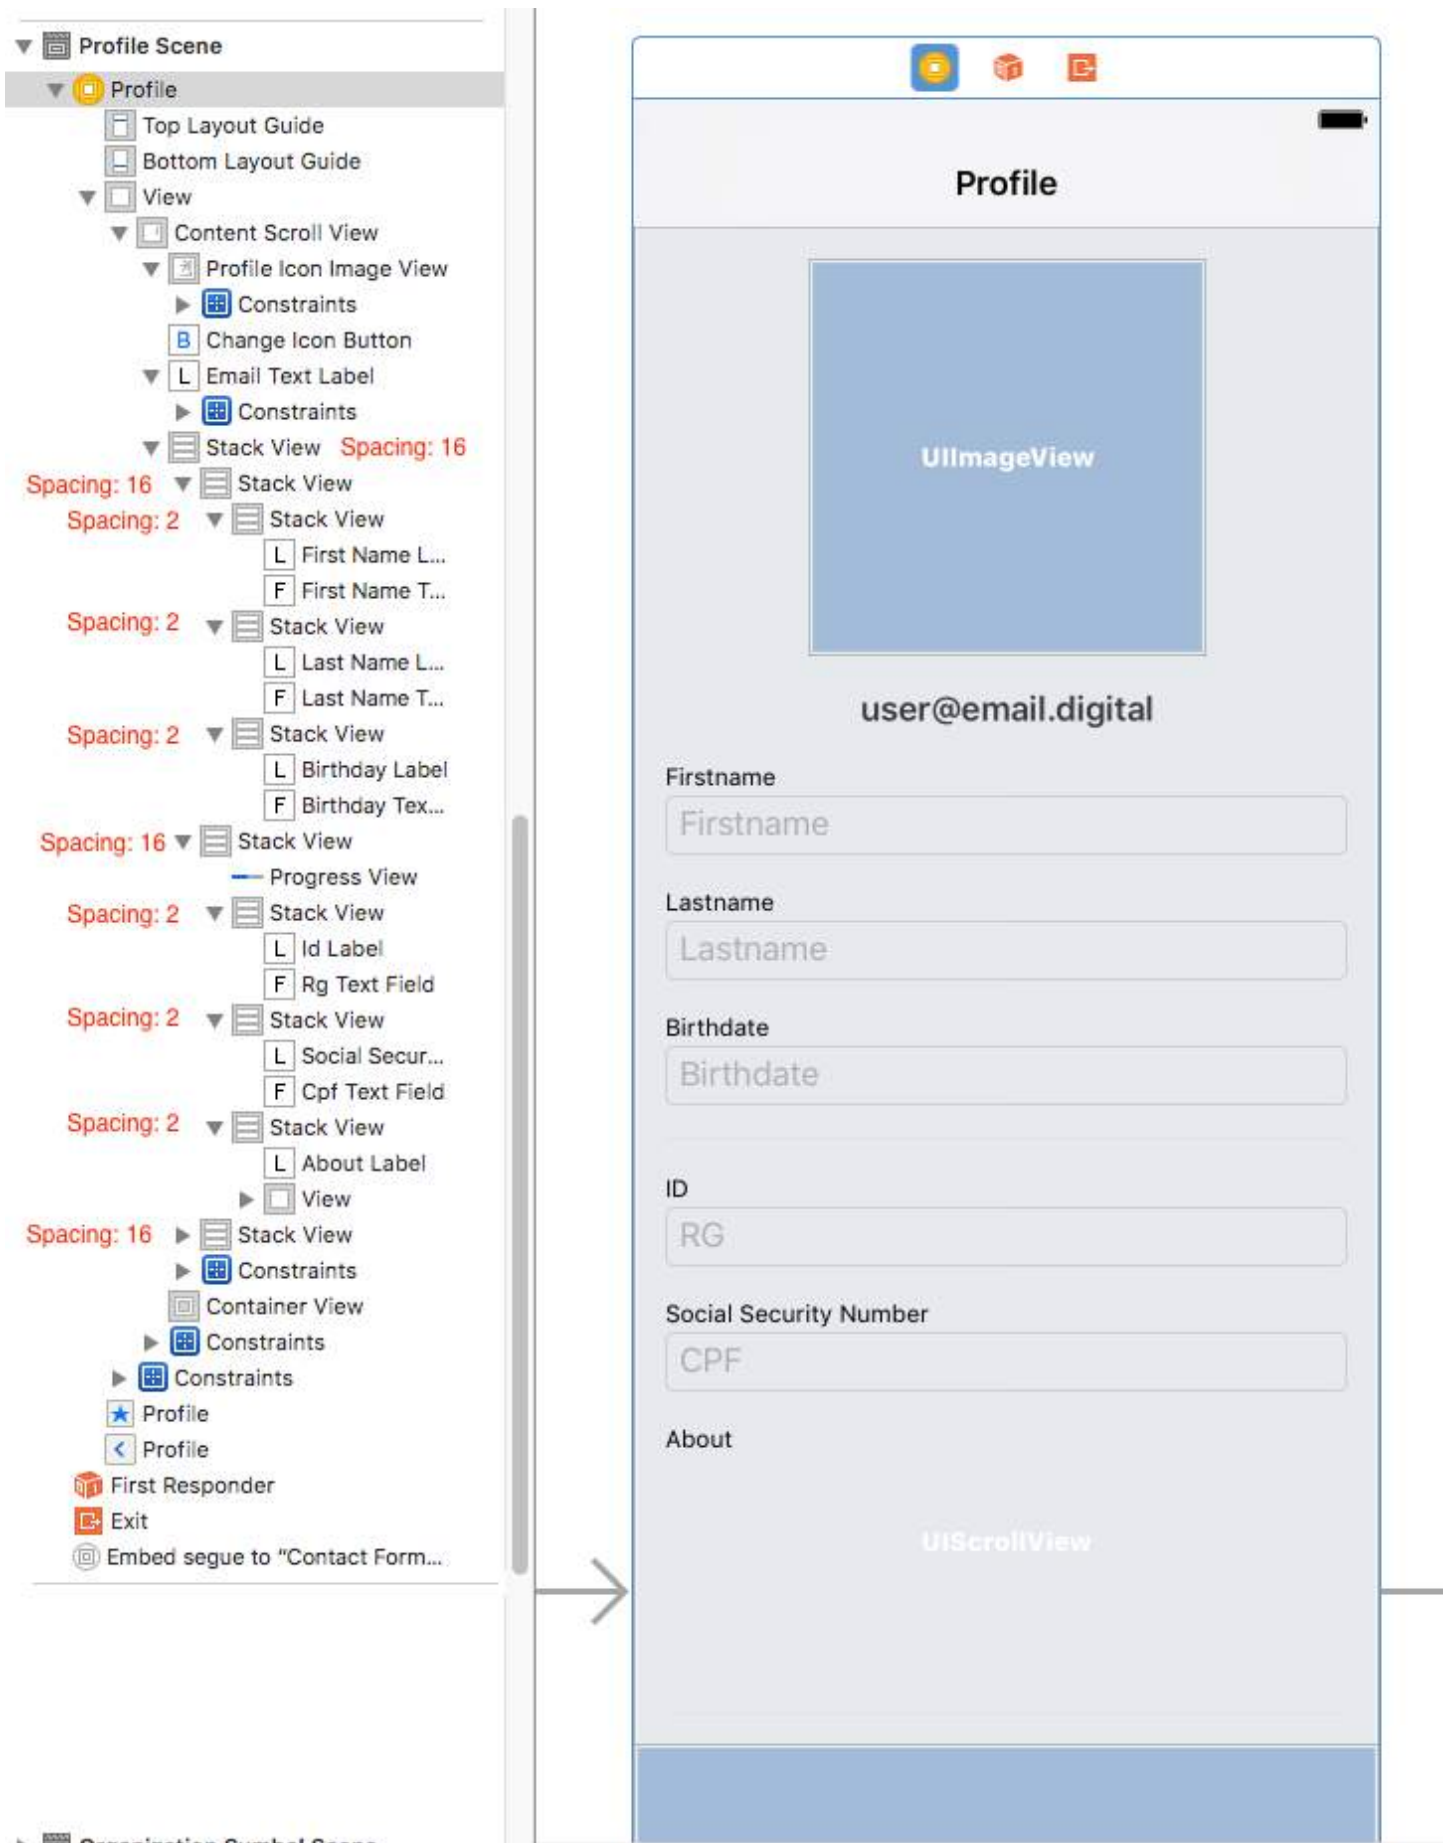 Profile Scene
Profile
Top Layout Guide
Bottom Layout Guide
View
Content Scroll View
Profile Icon Image View
Constraints
B Change Icon Button
L Email Text Label
Constraints
Stack View Spacing: 16
Spacing: 16 Stack View
Spacing: 2 Stack View
L First Name L...
F First Name T...
Spacing: 2 Stack View
L Last Name L...
F Last Name T...
Spacing: 2 Stack View
L Birthday Label
F Birthday Tex...
Spacing: 16 Stack View
Progress View
Spacing: 2 Stack View
L Id Label
F Rg Text Field
Spacing: 2 Stack View
L Social Secur...
F Cpf Text Field
Spacing: 2 Stack View
L About Label
View
Spacing: 16 Stack View
Constraints
Container View
Constraints
Constraints
Profile
Profile
First Responder
Exit
Embed segue to “Contact Form...
Profile
UIImageView
user@email.digital
Firstname
Firstname
Lastname
Lastname
Birthdate
Birthdate
ID
RG
Social Security Number
CPF
About
UIScrollView